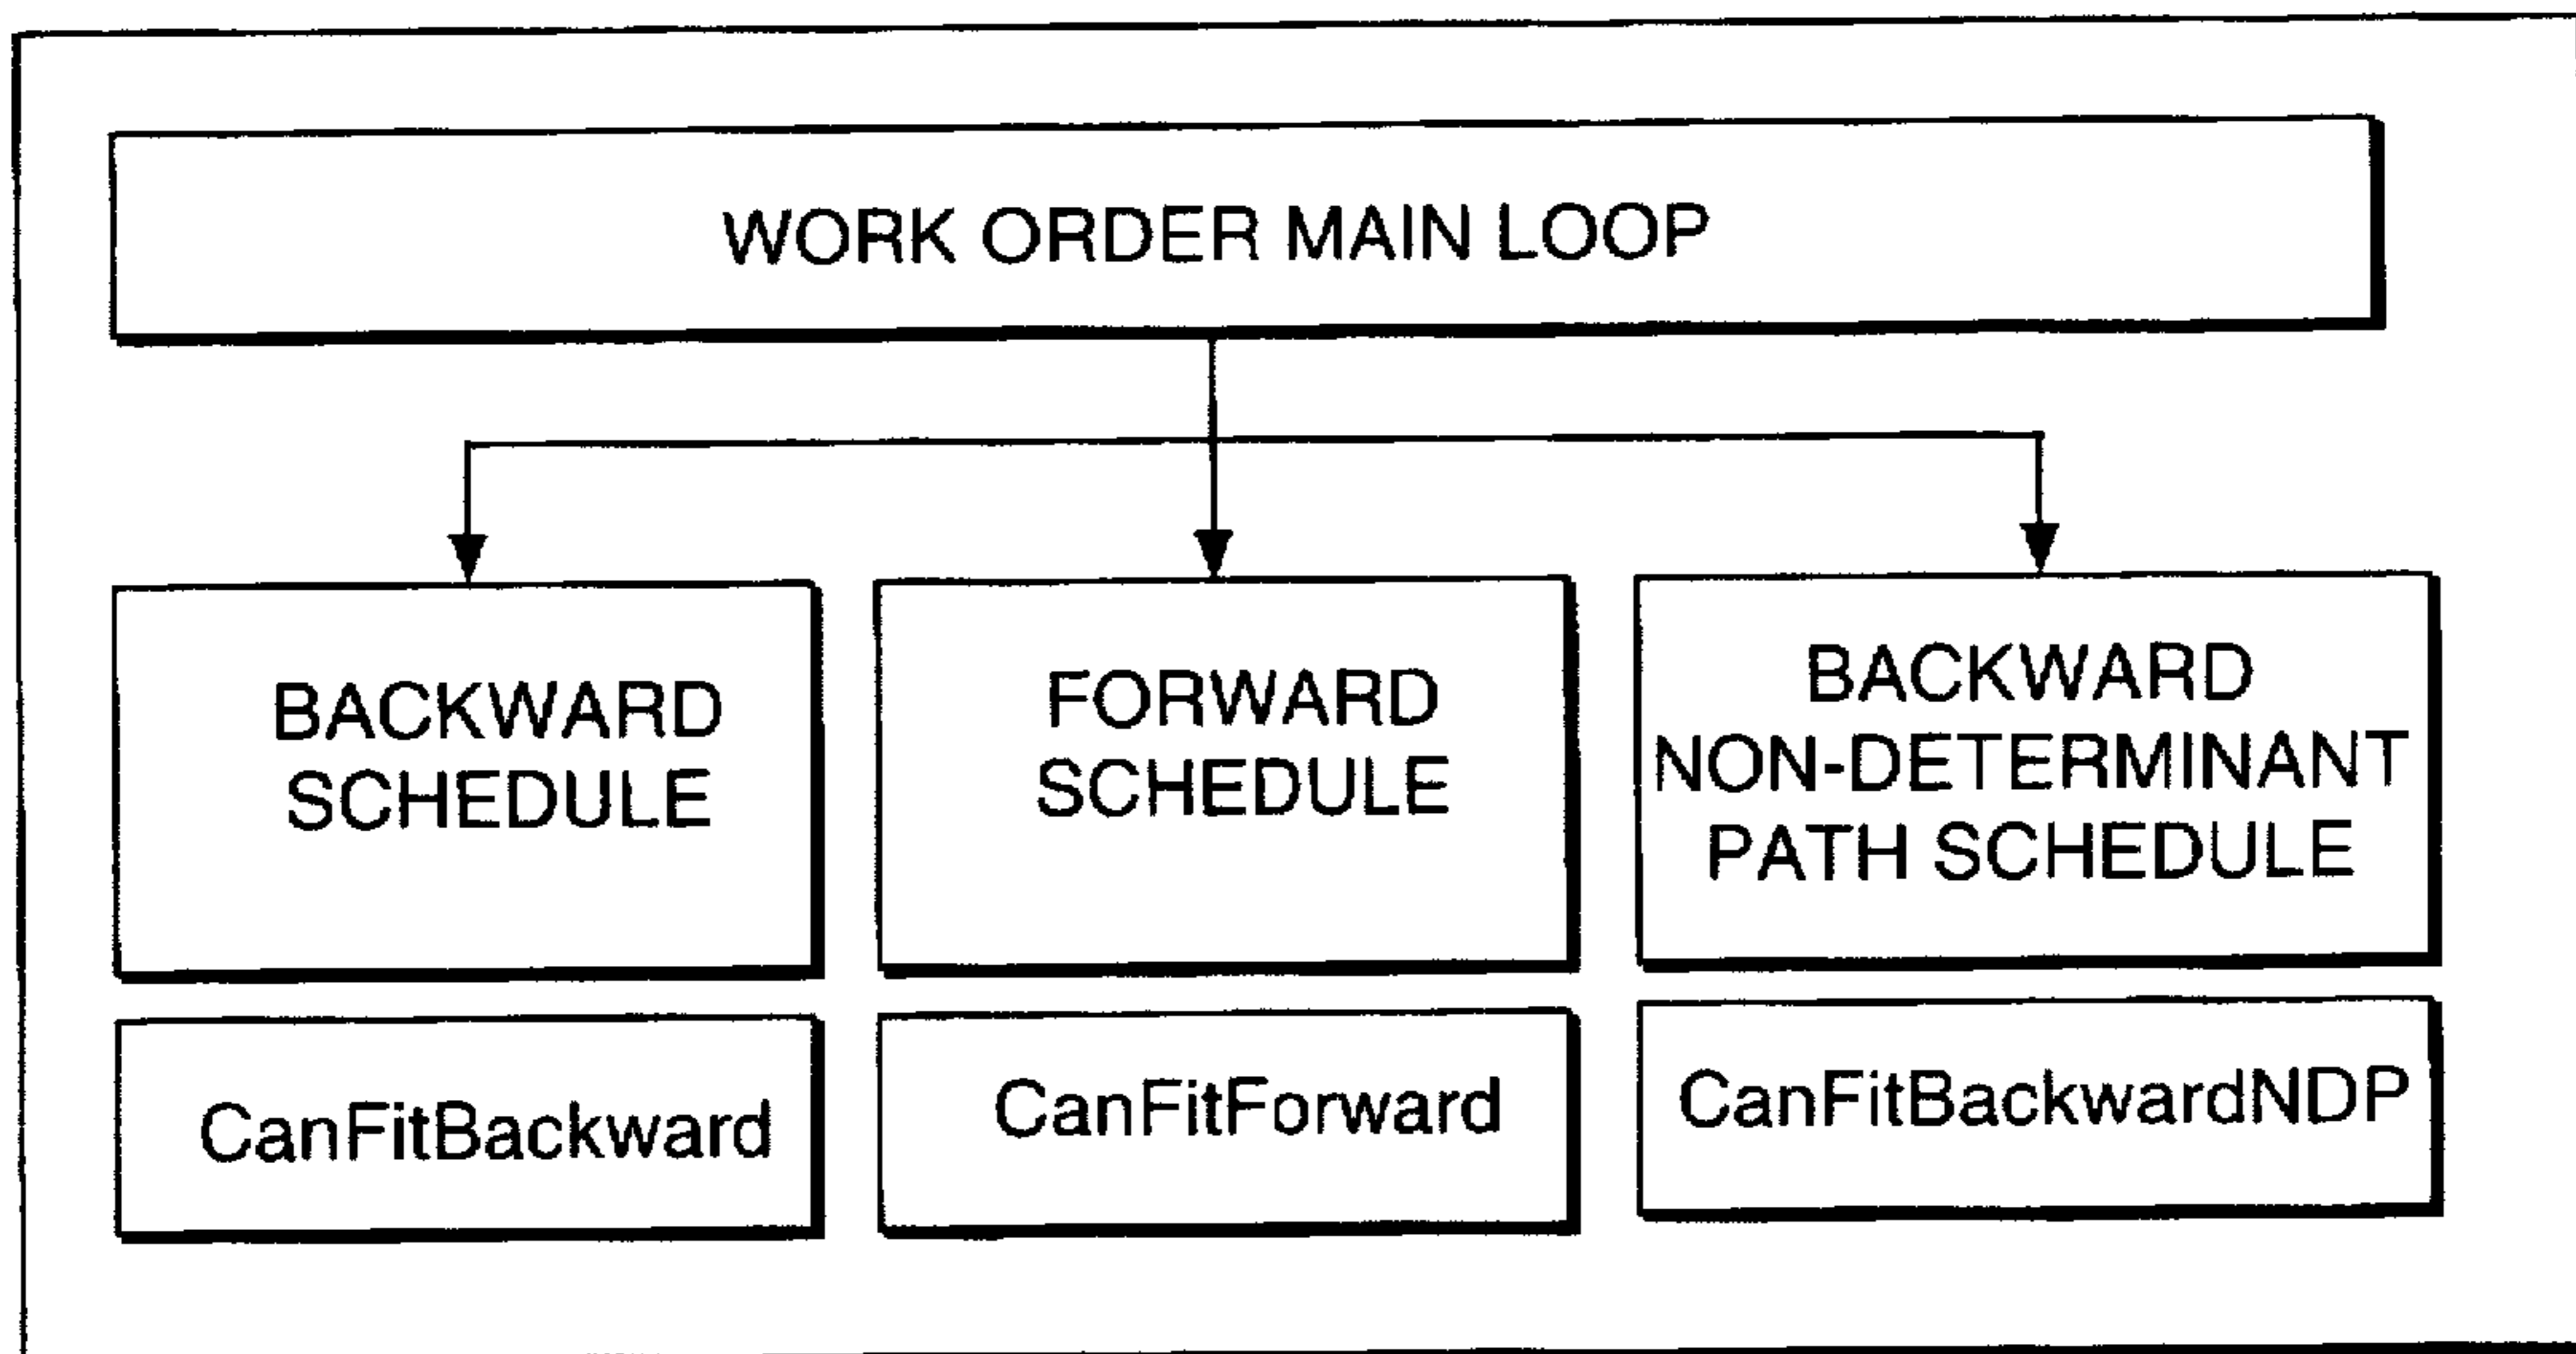 WORK ORDER MAIN LOOP
BACKWARD
SCHEDULE
FORWARD
SCHEDULE
BACKWARD
NON-DETERMINANT
PATH SCHEDULE
CanFitBackward
CanFitForward
CanFitBackwardNDP